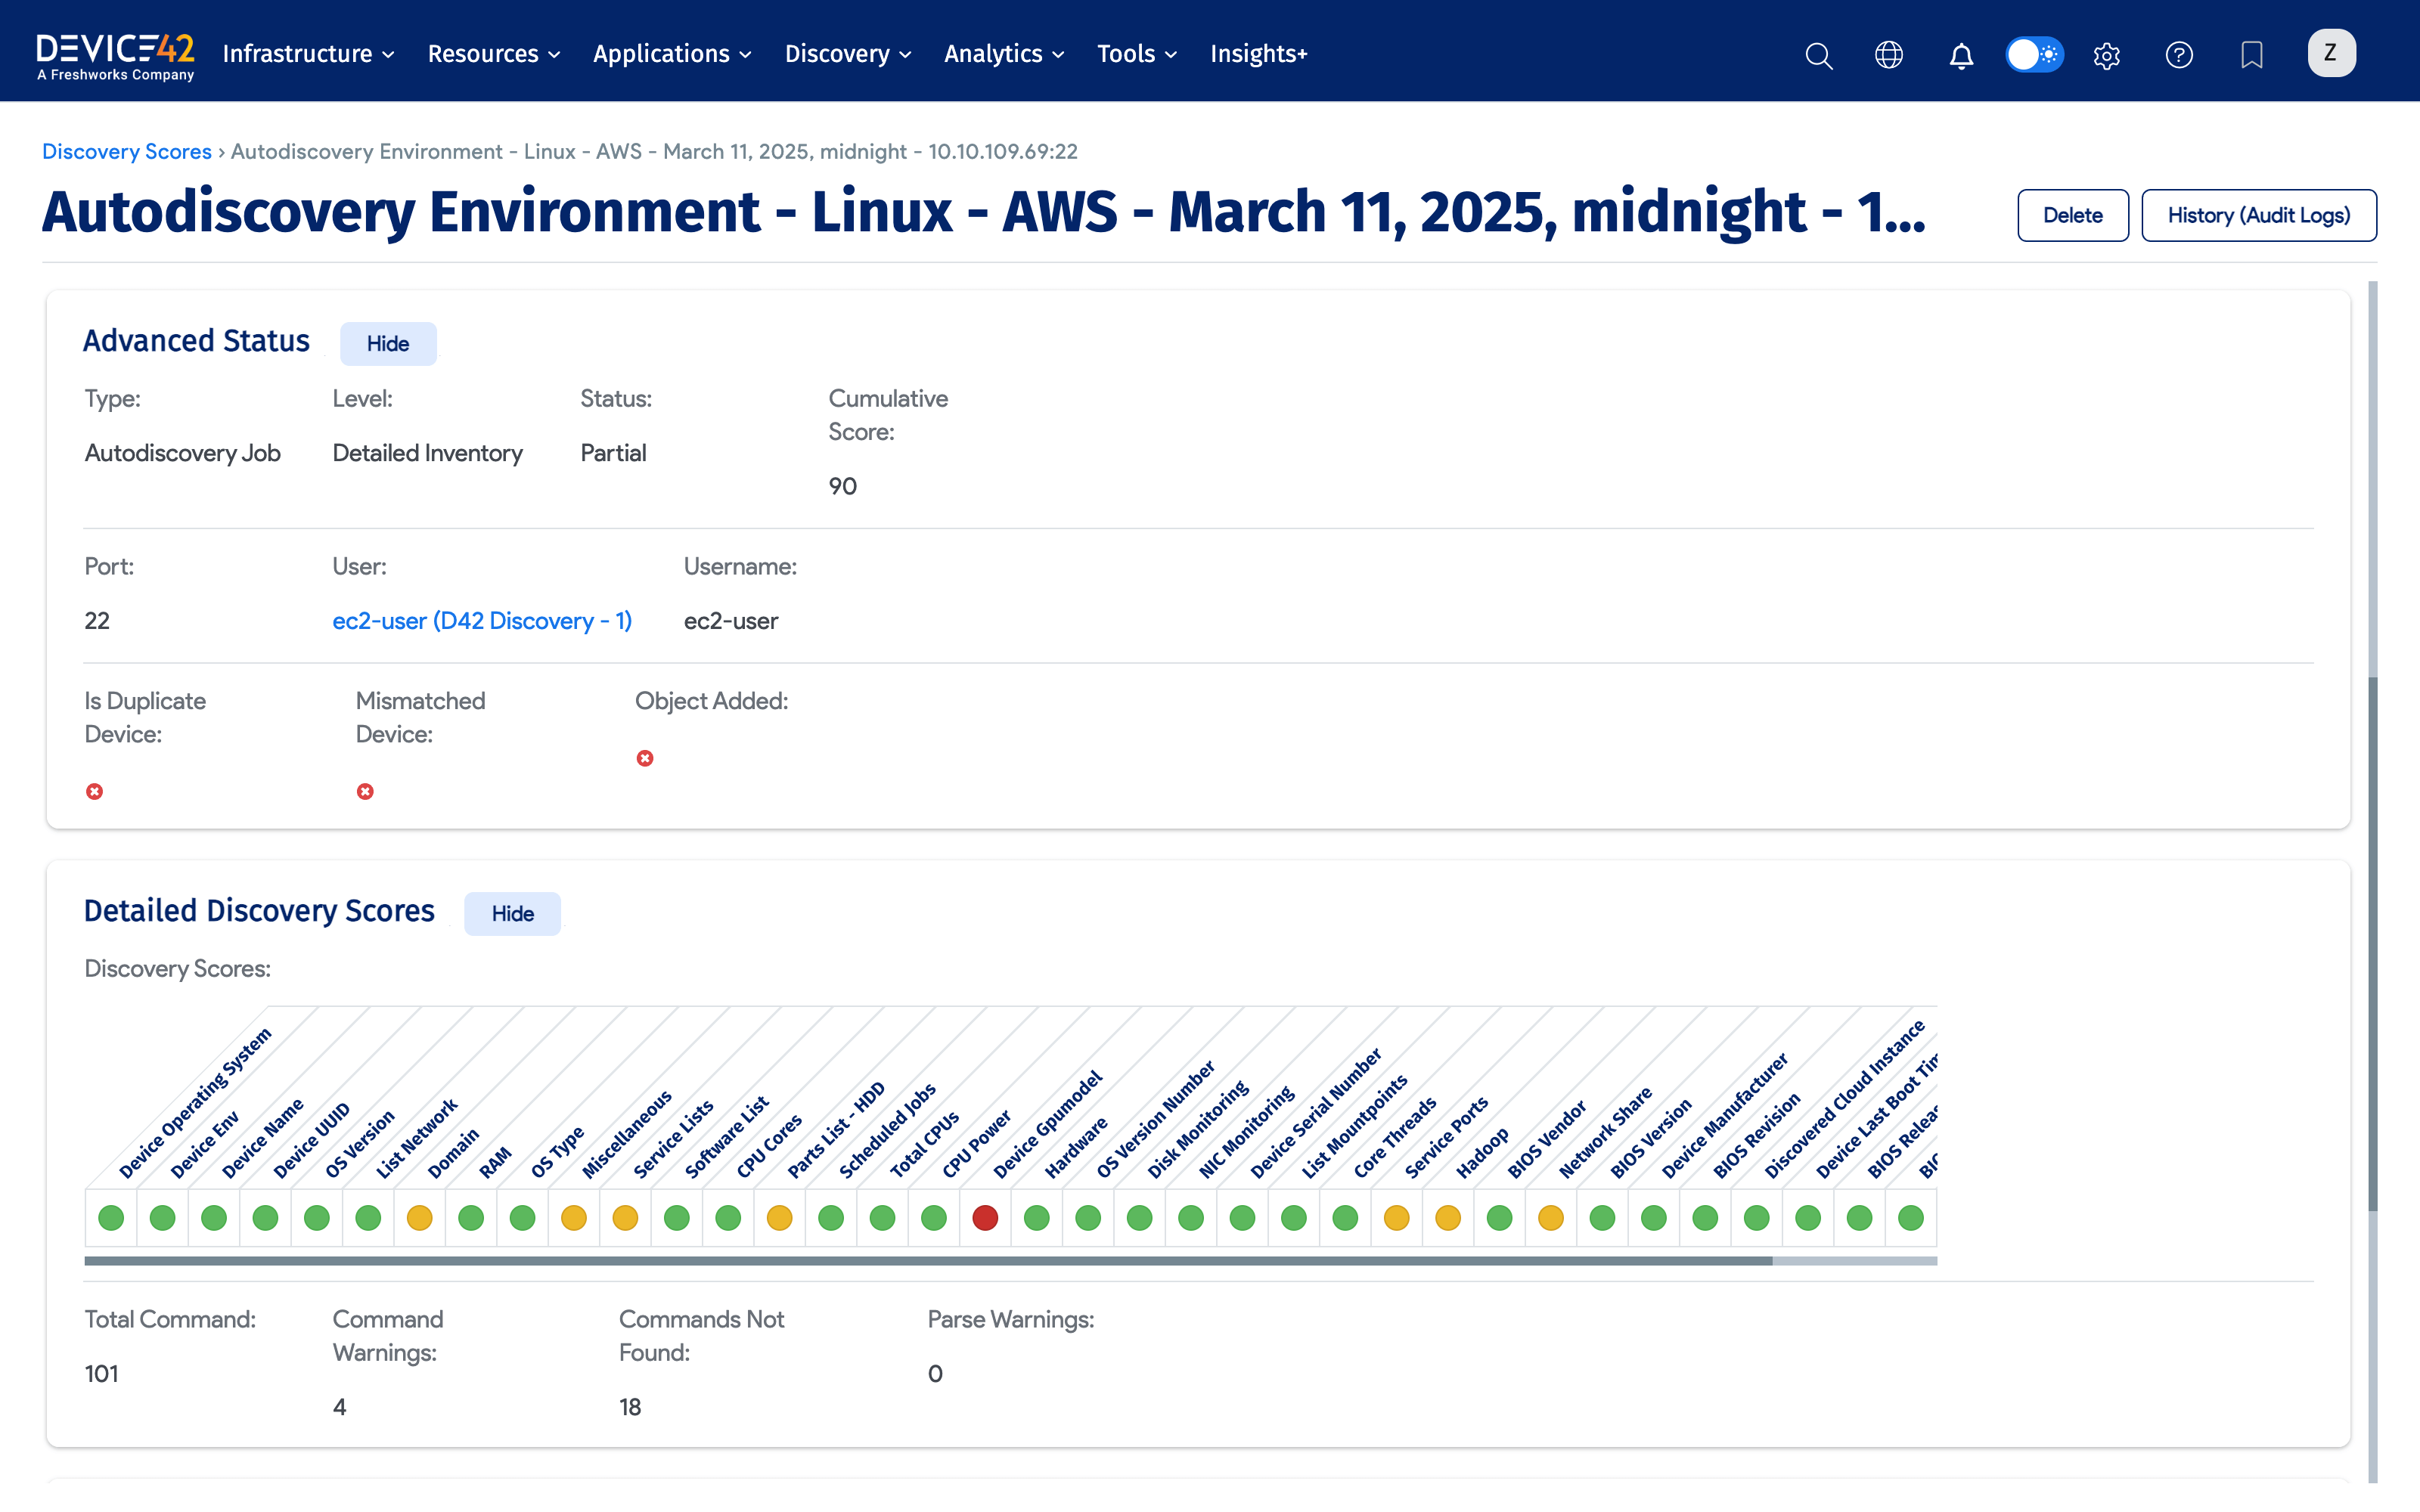 DEVICE42
A Freshworks Company
Infrastructure
Resources
Applications
Discovery
Analytics
Tools
Insights+
Z
Discovery Scores › Autodiscovery Environment - Linux - AWS - March 11, 2025, midnight - 10.10.109.69:22
Autodiscovery Environment - Linux - AWS - March 11, 2025, midnight - 1...
Delete
History (Audit Logs)
Advanced Status
Hide
Type:
Autodiscovery Job
Level:
Detailed Inventory
Status:
Partial
Cumulative
Score:
90
Port:
22
User:
ec2-user (D42 Discovery - 1)
Username:
ec2-user
Is Duplicate
Device:
Mismatched
Device:
Object Added:
Detailed Discovery Scores
Hide
Discovery Scores:
Device Operating System
Device Env
Device Name
Device UUID
OS Version
List Network
Domain
RAM
OS Type
Miscellaneous
Service Lists
Software List
CPU Cores
Parts List - HDD
Scheduled Jobs
Total CPUs
CPU Power
Device Gpumodel
Hardware
OS Version Number
Disk Monitoring
NIC Monitoring
Device Serial Number
List Mountpoints
Core Threads
Service Ports
Hadoop
BIOS Vendor
Network Share
BIOS Version
Device Manufacturer
BIOS Revision
Discovered Cloud Instance
Device Last Boot Tim
BIOS Relea
Total Command:
101
Command
Warnings:
4
Commands Not
Found:
18
Parse Warnings:
0